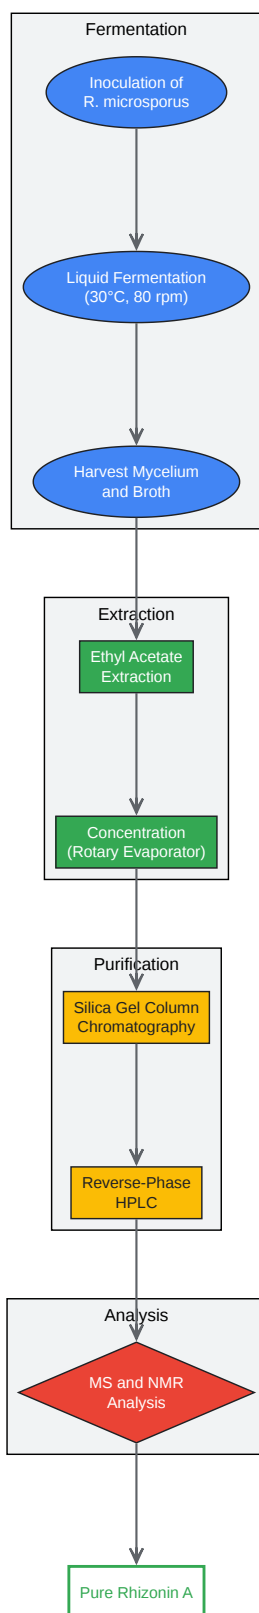 Fermentation
Inoculation of
R. microsporus
Liquid Fermentation
(30°C, 80 rpm)
Harvest Mycelium
and Broth
Extraction
Ethyl Acetate
Extraction
Concentration
(Rotary Evaporator)
Purification
Silica Gel Column
Chromatography
Reverse-Phase
HPLC
Analysis
MS and NMR
Analysis
Pure Rhizonin A